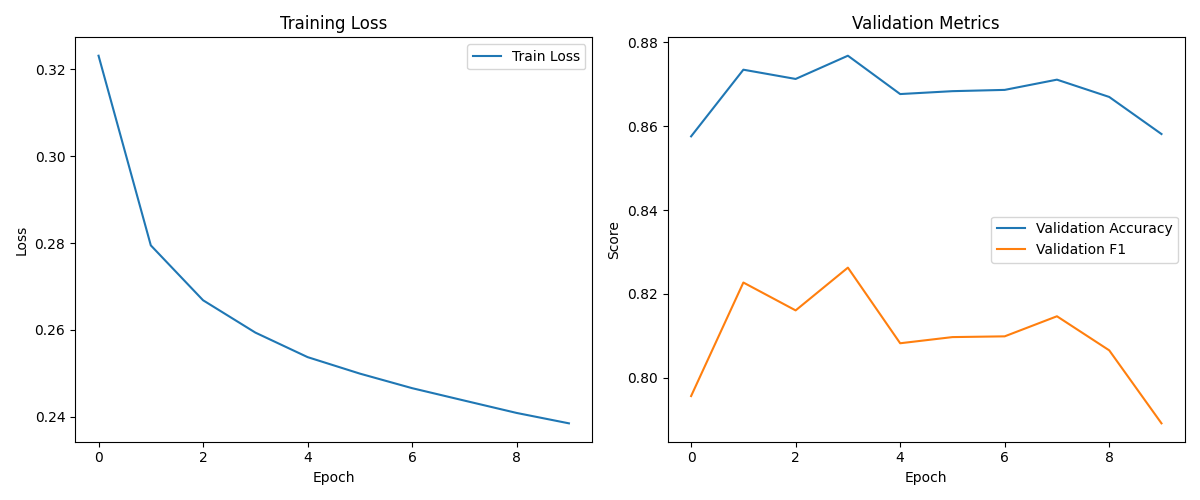 Training Loss
Train Loss
0.32
0.30
0.28
0.26
0.24
Loss
0 2 4 6 8
Epoch
Validation Metrics
0.88
0.86
0.84
0.82
0.80
Score
Validation Accuracy
Validation F1
0 2 4 6 8
Epoch